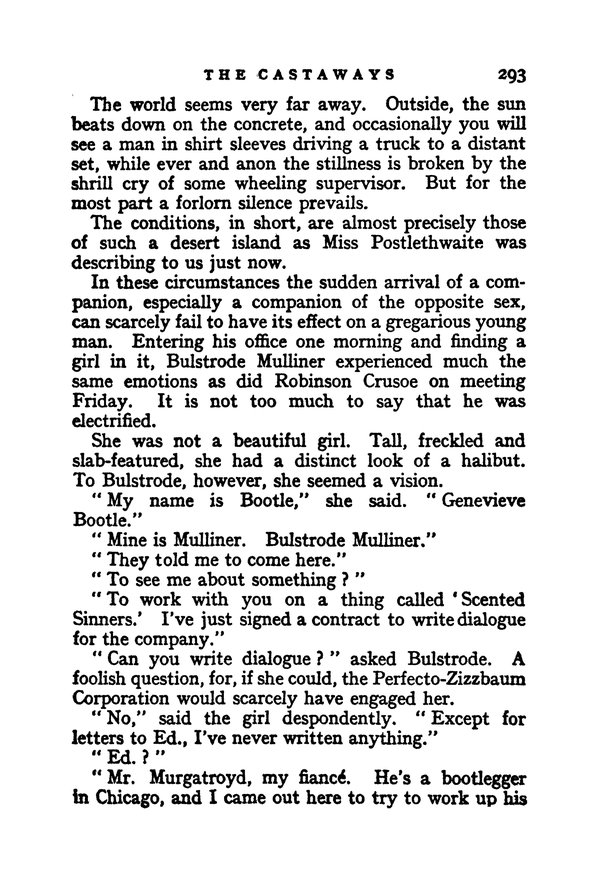 THE CASTAWAYS 293
The world seems very far away. Outside, the sun
beats down on the concrete, and occasionally you will
see a man in shirt sleeves driving a truck to a distant
set, while ever and anon the stillness is broken by the
shrill cry of some wheeling supervisor. But for the
most part a forlorn silence prevails.
The conditions, in short, are almost precisely those
of such a desert island as Miss Postlethwaite was
describing to us just now.
In these circumstances the sudden arrival of a com-
panion, especially a companion of the opposite sex,
can scarcely fail to have its effect on a gregarious young
man. Entering his office one morning and finding a
girl in it, Bulstrode Mulliner experienced much the
same emotions as did Robinson Crusoe on meeting
Friday. It is not too much to say that he was
electrified.
She was not a beautiful girl. Tall, freckled and
slab-featured, she had a distinct look of a halibut.
To Bulstrode, however, she seemed a vision.
“ My name is Bootle,” she said. “ Genevieve
Bootle.”
“ Mine is Mulliner. Bulstrode Mulliner.”
“ They told me to come here.”
“ To see me about something ? ”
“ To work with you on a thing called ‘ Scented
Sinners.’ I’ve just signed a contract to write dialogue
for the company.”
“ Can you write dialogue ? ” asked Bulstrode. A
foolish question, for, if she could, the Perfecto-Zizzbaum
Corporation would scarcely have engaged her.
“ No,” said the girl despondently. “ Except for
letters to Ed., I’ve never written anything.”
“ Ed. ? ”
“ Mr. Murgatroyd, my fiancé. He’s a bootlegger
in Chicago, and I came out here to try to work up his